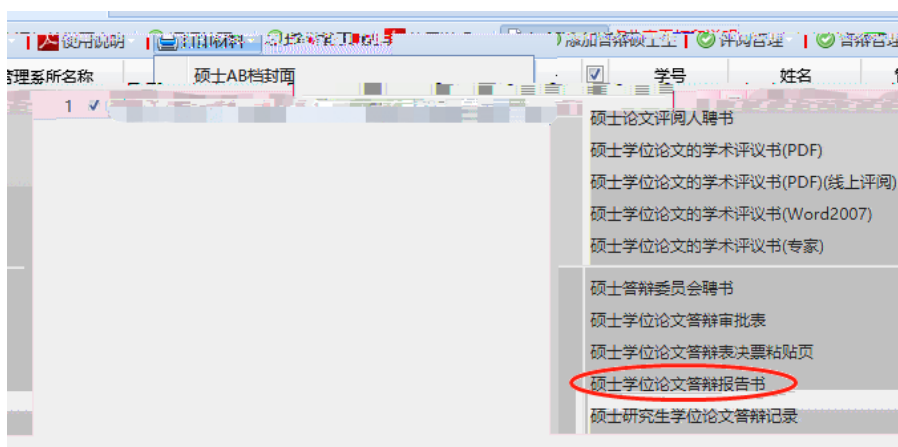 使用说明 打印材料
添加答辩硕士生 评阅管理 答辩管理
管理系所名称 硕士AB档封面 学号 姓名
1
硕士论文评阅人聘书
硕士学位论文的学术评议书(PDF)
硕士学位论文的学术评议书(PDF)(线上评阅)
硕士学位论文的学术评议书(Word2007)
硕士学位论文的学术评议书(专家)
硕士答辩委员会聘书
硕士学位论文答辩审批表
硕士学位论文答辩表决票粘贴页
硕士学位论文答辩报告书
硕士研究生学位论文答辩记录